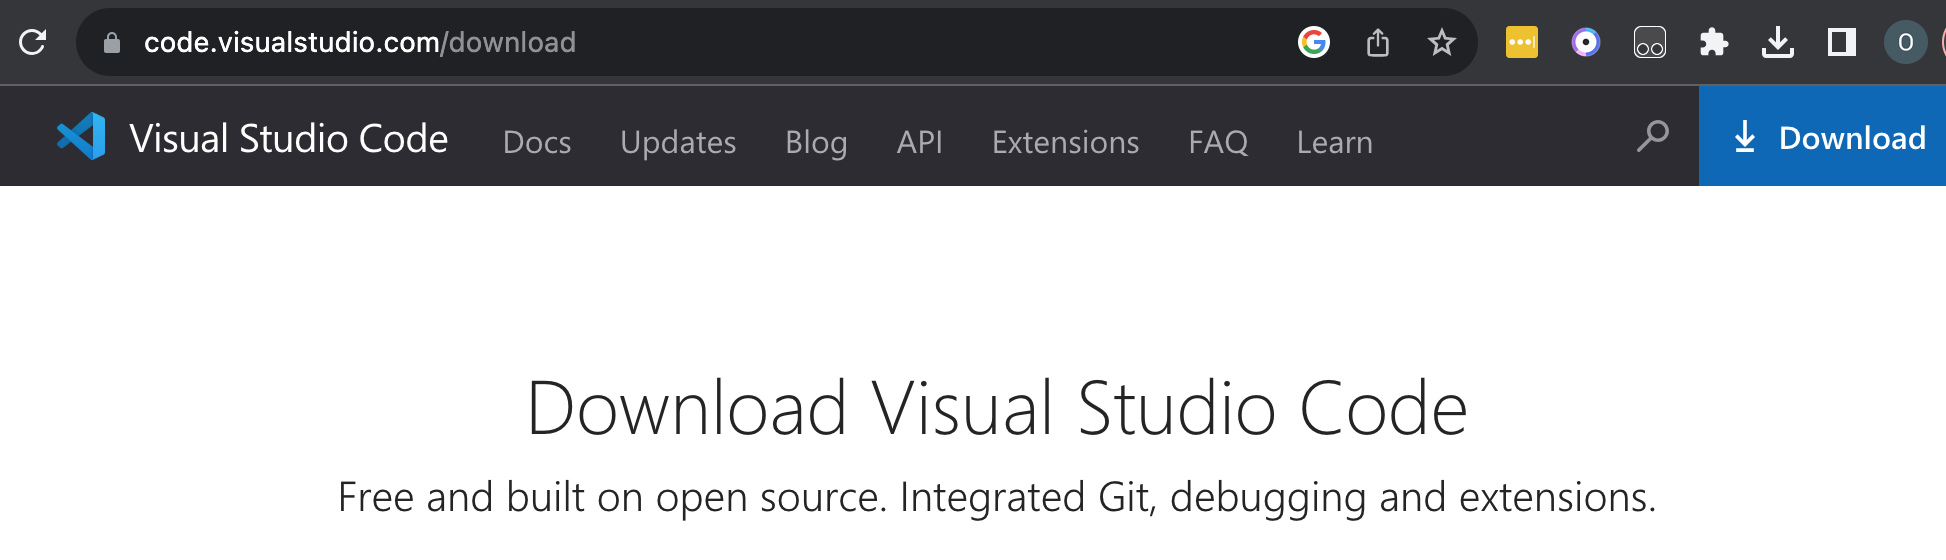 code.visualstudio.com/download
O
Visual Studio Code Docs Updates Blog API Extensions FAQ Learn Download
Download Visual Studio Code
Free and built on open source. Integrated Git, debugging and extensions.